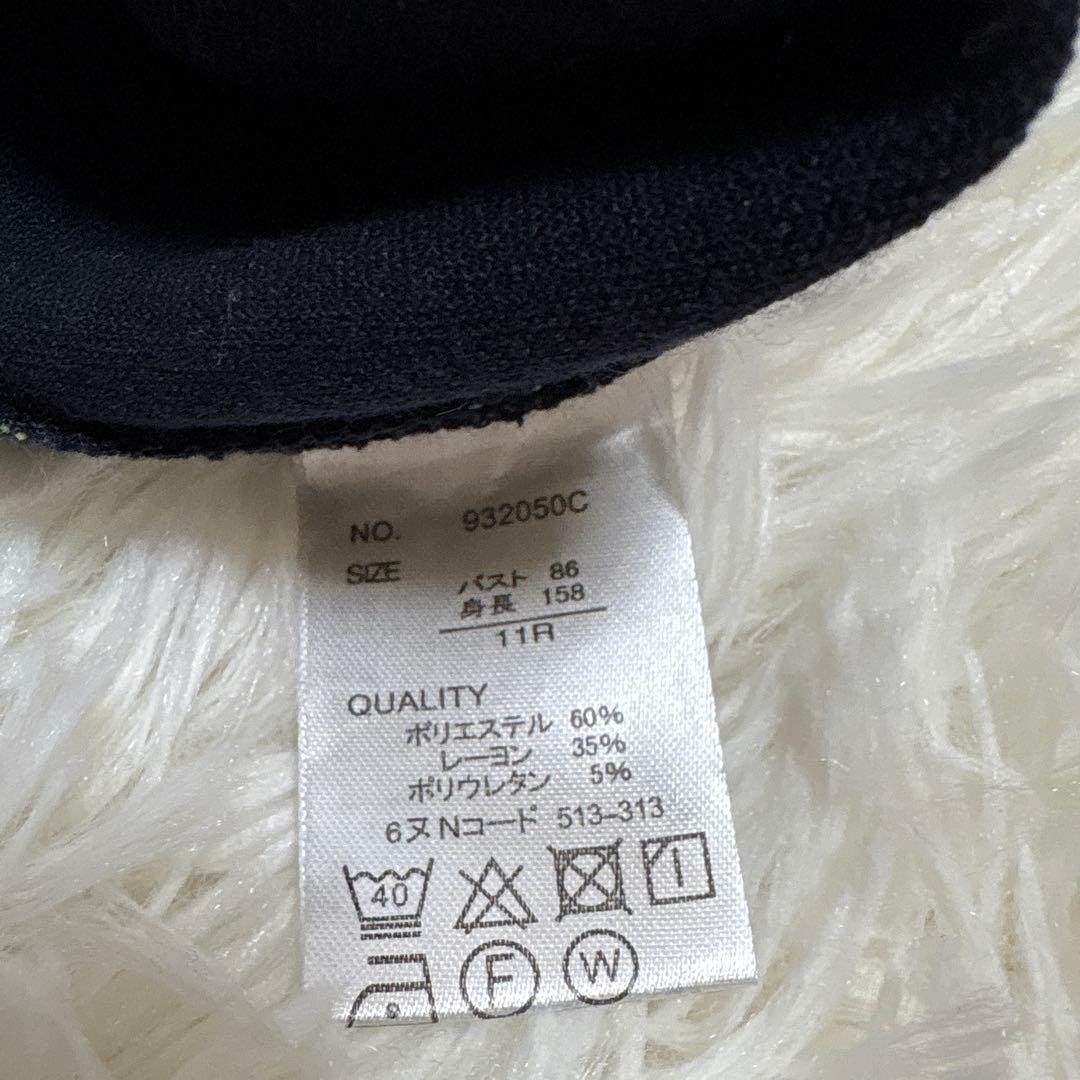 NO. 932050C
SIZE
バスト 86
身長 158
11R
QUALITY
ポリエステル 60%
レーヨン 35%
ポリウレタン 5%
6ヌNコード 513-313
40
F W